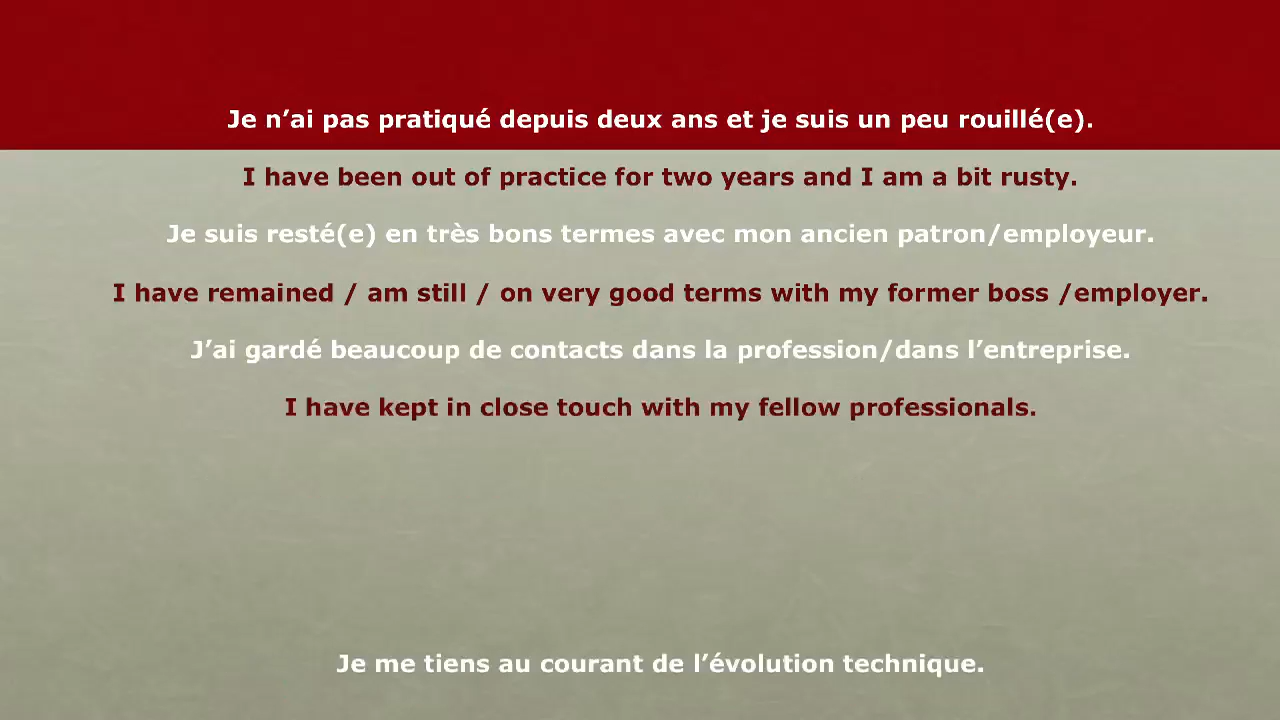 Je n’ai pas pratiqué depuis deux ans et je suis un peu rouillé(e).
I have been out of practice for two years and I am a bit rusty.
Je suis resté(e) en très bons termes avec mon ancien patron/employeur.
I have remained / am still / on very good terms with my former boss /employer.
J’ai gardé beaucoup de contacts dans la profession/dans l’entreprise.
I have kept in close touch with my fellow professionals.
Je me tiens au courant de l’évolution technique.